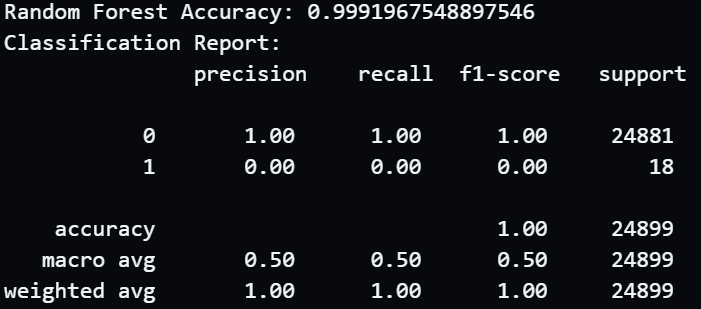 Random Forest Accuracy: 0.9991967548897546
Classification Report:
precision recall f1-score support
0 1.00 1.00 1.00 24881
1 0.00 0.00 0.00 18
accuracy 1.00 24899
macro avg 0.50 0.50 0.50 24899
weighted avg 1.00 1.00 1.00 24899